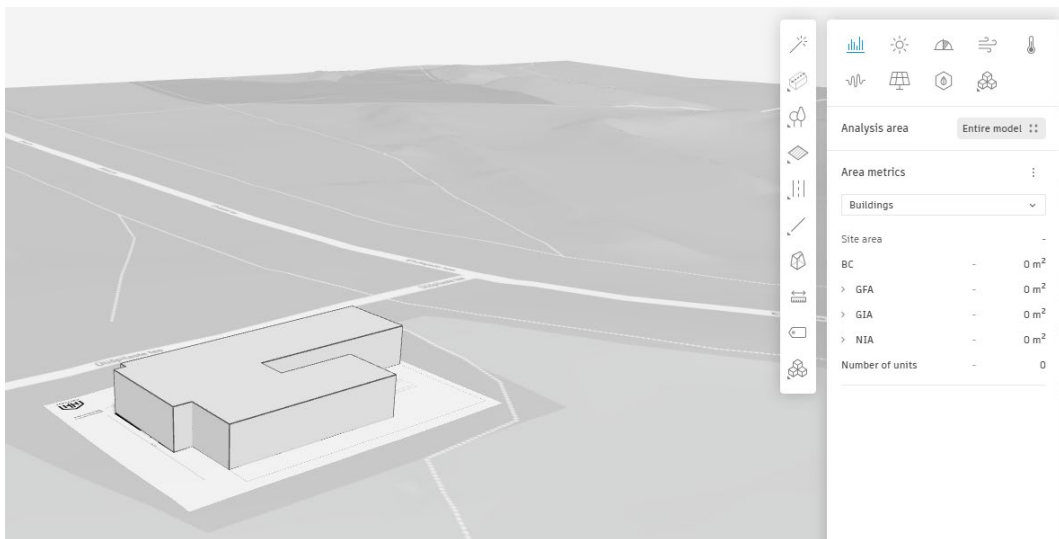 Analysis area
Entire model
Area metrics
Buildings
Site area -
BC - 0 m²
GFA - 0 m²
GIA - 0 m²
NIA - 0 m²
Number of units - 0